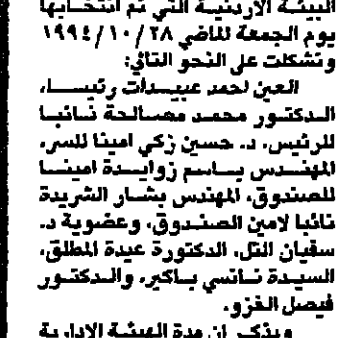 البيئة الأردنية التي تم انتخابها
يوم الجمعة الماضي ١٩٩٤/١٠/٢٨
وتشكلت على النحو التالي:
العين احمد عبيدات رئيسا،
الدكتور محمد مصالحة نائبا
للرئيس، د. حسين زكي امينا للسر،
المهندس باسم زوايدة امينا
للصندوق، المهندس بشار الشريدة
نائبا لامين الصندوق، وعضوية د.
سفيان التل، الدكتورة عيدة المطلق،
السيدة نانسي باكير، والدكتور
فيصل الغزو.
ويذكر ان مدة الهيئة الادارية